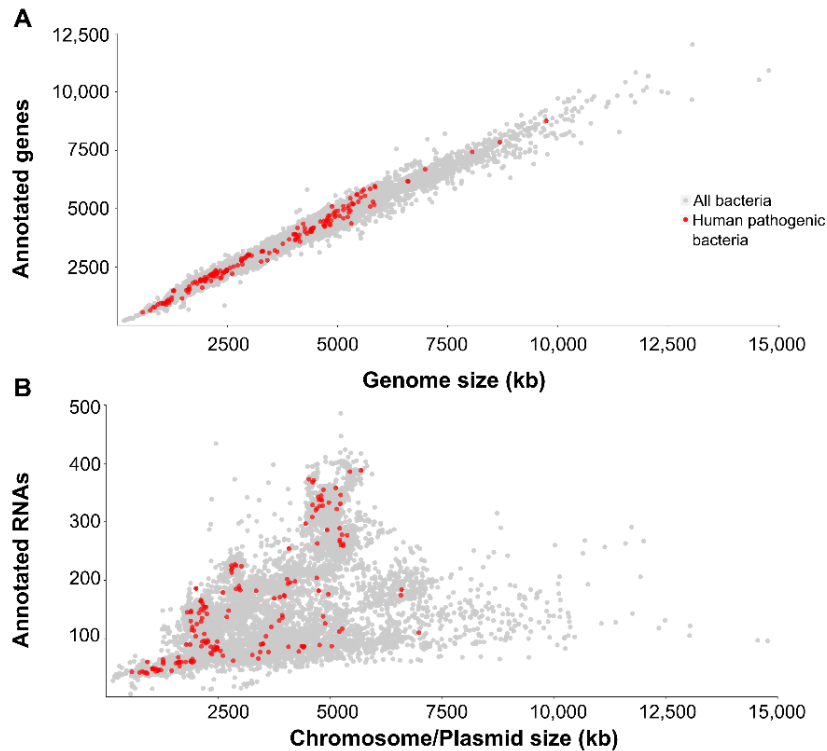 A
12,500
10,000
7500
5000
2500
Annotated genes
All bacteria
Human pathogenic
bacteria
2500 5000 7500 10,000 12,500 15,000
Genome size (kb)
B
500
400
300
200
100
Annotated RNAs
2500 5000 7500 10,000 12,500 15,000
Chromosome/Plasmid size (kb)